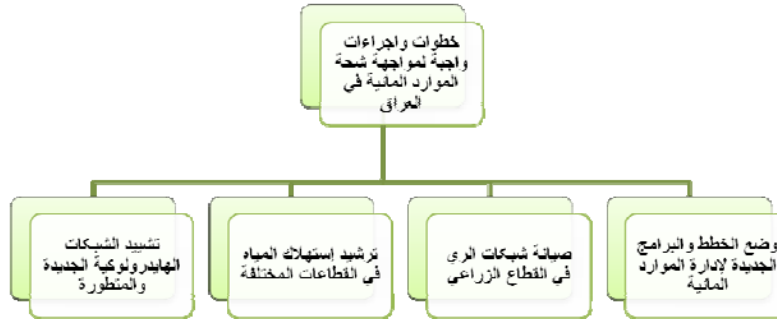 خطوات واجراءات
واجبة لمواجهة شحة
الموارد المائية في
العراق
وضع الخطط والبرامج
الجديدة لإدارة الموارد
المائية
صيانة شبكات الري
في القطاع الزراعي
ترشيد إستهلاك المياه
في القطاعات المختلفة
تشييد الشبكات
الهايدرولوكية الجديدة
والمتطورة